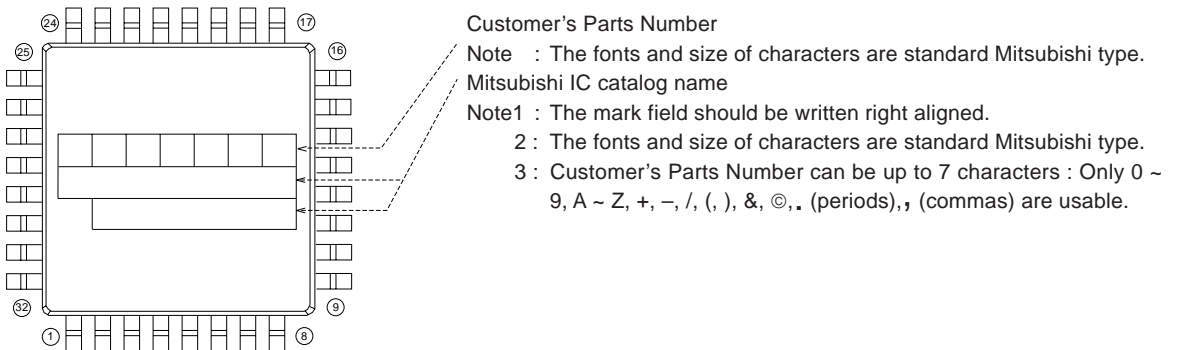 24
17
25
16
32
9
1
8
Customer’s Parts Number
Note : The fonts and size of characters are standard Mitsubishi type.
Mitsubishi IC catalog name
Note1 : The mark field should be written right aligned.
2 : The fonts and size of characters are standard Mitsubishi type.
3 : Customer’s Parts Number can be up to 7 characters : Only 0 ~
9, A ~ Z, +, –, /, (, ), &, ©, . (periods), , (commas) are usable.